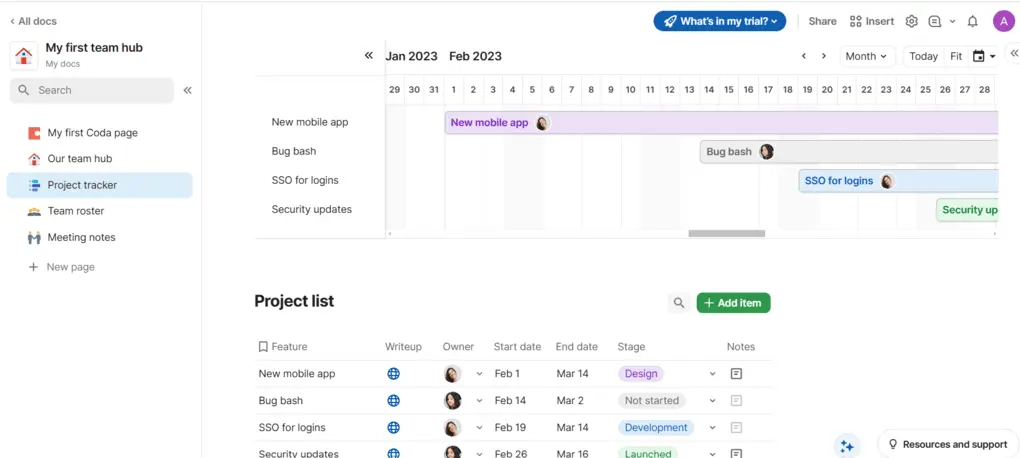 All docs
What's in my trial?
Share
Insert
A
My first team hub
My docs
Search
My first Coda page
Our team hub
Project tracker
Team roster
Meeting notes
New page
Jan 2023 Feb 2023
Month
Today
Fit
29 30 31 1 2 3 4 5 6 7 8 9 10 11 12 13 14 15 16 17 18 19 20 21 22 23 24 25 26 27 28
New mobile app New mobile app
Bug bash Bug bash
SSO for logins SSO for logins
Security updates Security up
Project list
Add item
Feature Writeup Owner Start date End date Stage Notes
New mobile app Feb 1 Mar 14 Design
Bug bash Feb 14 Mar 2 Not started
SSO for logins Feb 19 Mar 14 Development
Security updates Feb 26 Mar 16 Launched
Resources and support